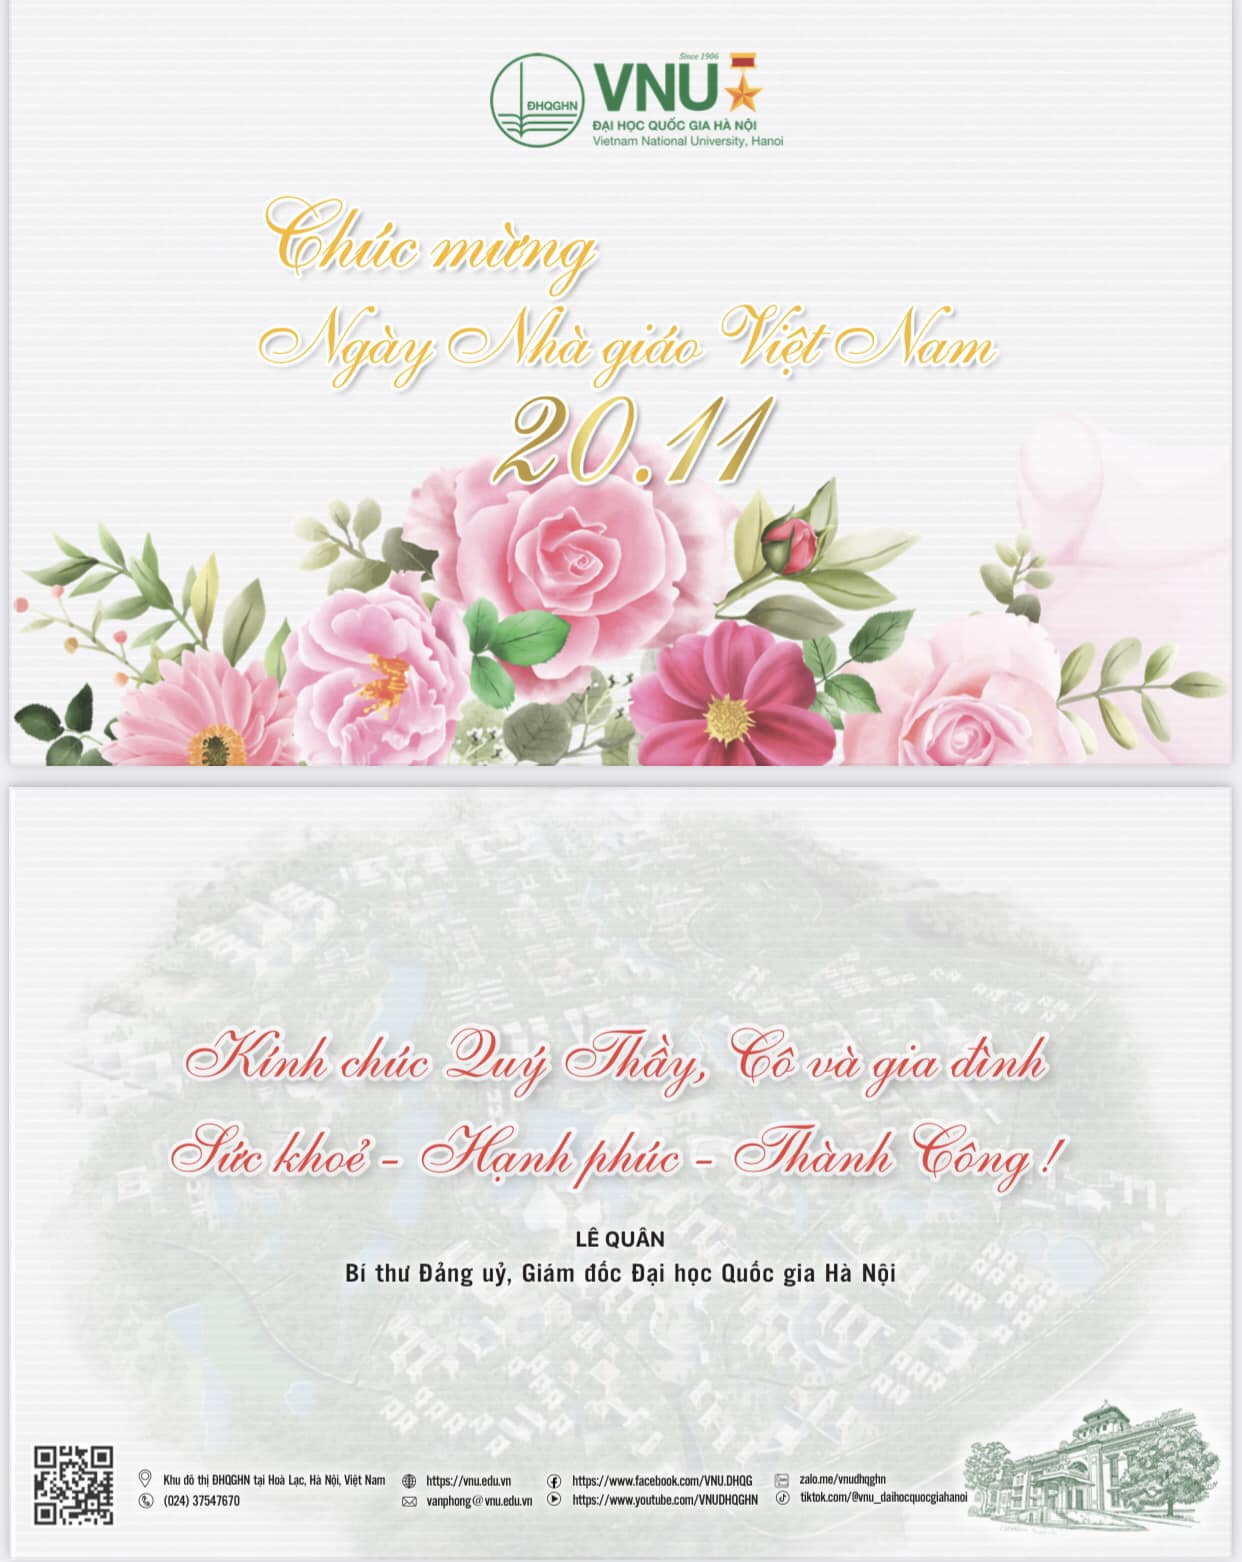 Since 1906
ĐHQGHN
VNU
ĐẠI HỌC QUỐC GIA HÀ NỘI
Vietnam National University, Hanoi
Chúc mừng
Ngày Nhà giáo Việt Nam
20.11
Kính chúc Quý Thầy, Cô và gia đình
Sức khoẻ - Hạnh phúc - Thành Công !
LÊ QUÂN
Bí thư Đảng uỷ, Giám đốc Đại học Quốc gia Hà Nội
Khu đô thị ĐHQGHN tại Hoà Lạc, Hà Nội, Việt Nam
(024) 37547670
https://vnu.edu.vn
vanphong@vnu.edu.vn
https://www.facebook.com/VNU.DHQG
https://www.youtube.com/VNUDHQGHN
zalo.me/vnudhqghn
tiktok.com/@vnu_daihocquocgiahanoi